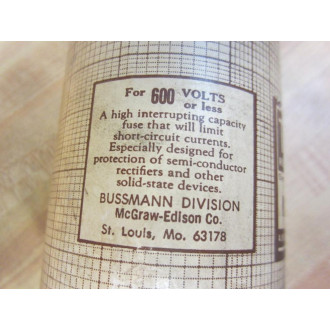 For 600 VOLTS
or less
A high interrupting capacity
fuse that will limit
short-circuit currents.
Especially designed for
protection of semi-conductor
rectifiers and other
solid-state devices.
BUSSMANN DIVISION
McGraw-Edison Co.
St. Louis, Mo. 63178